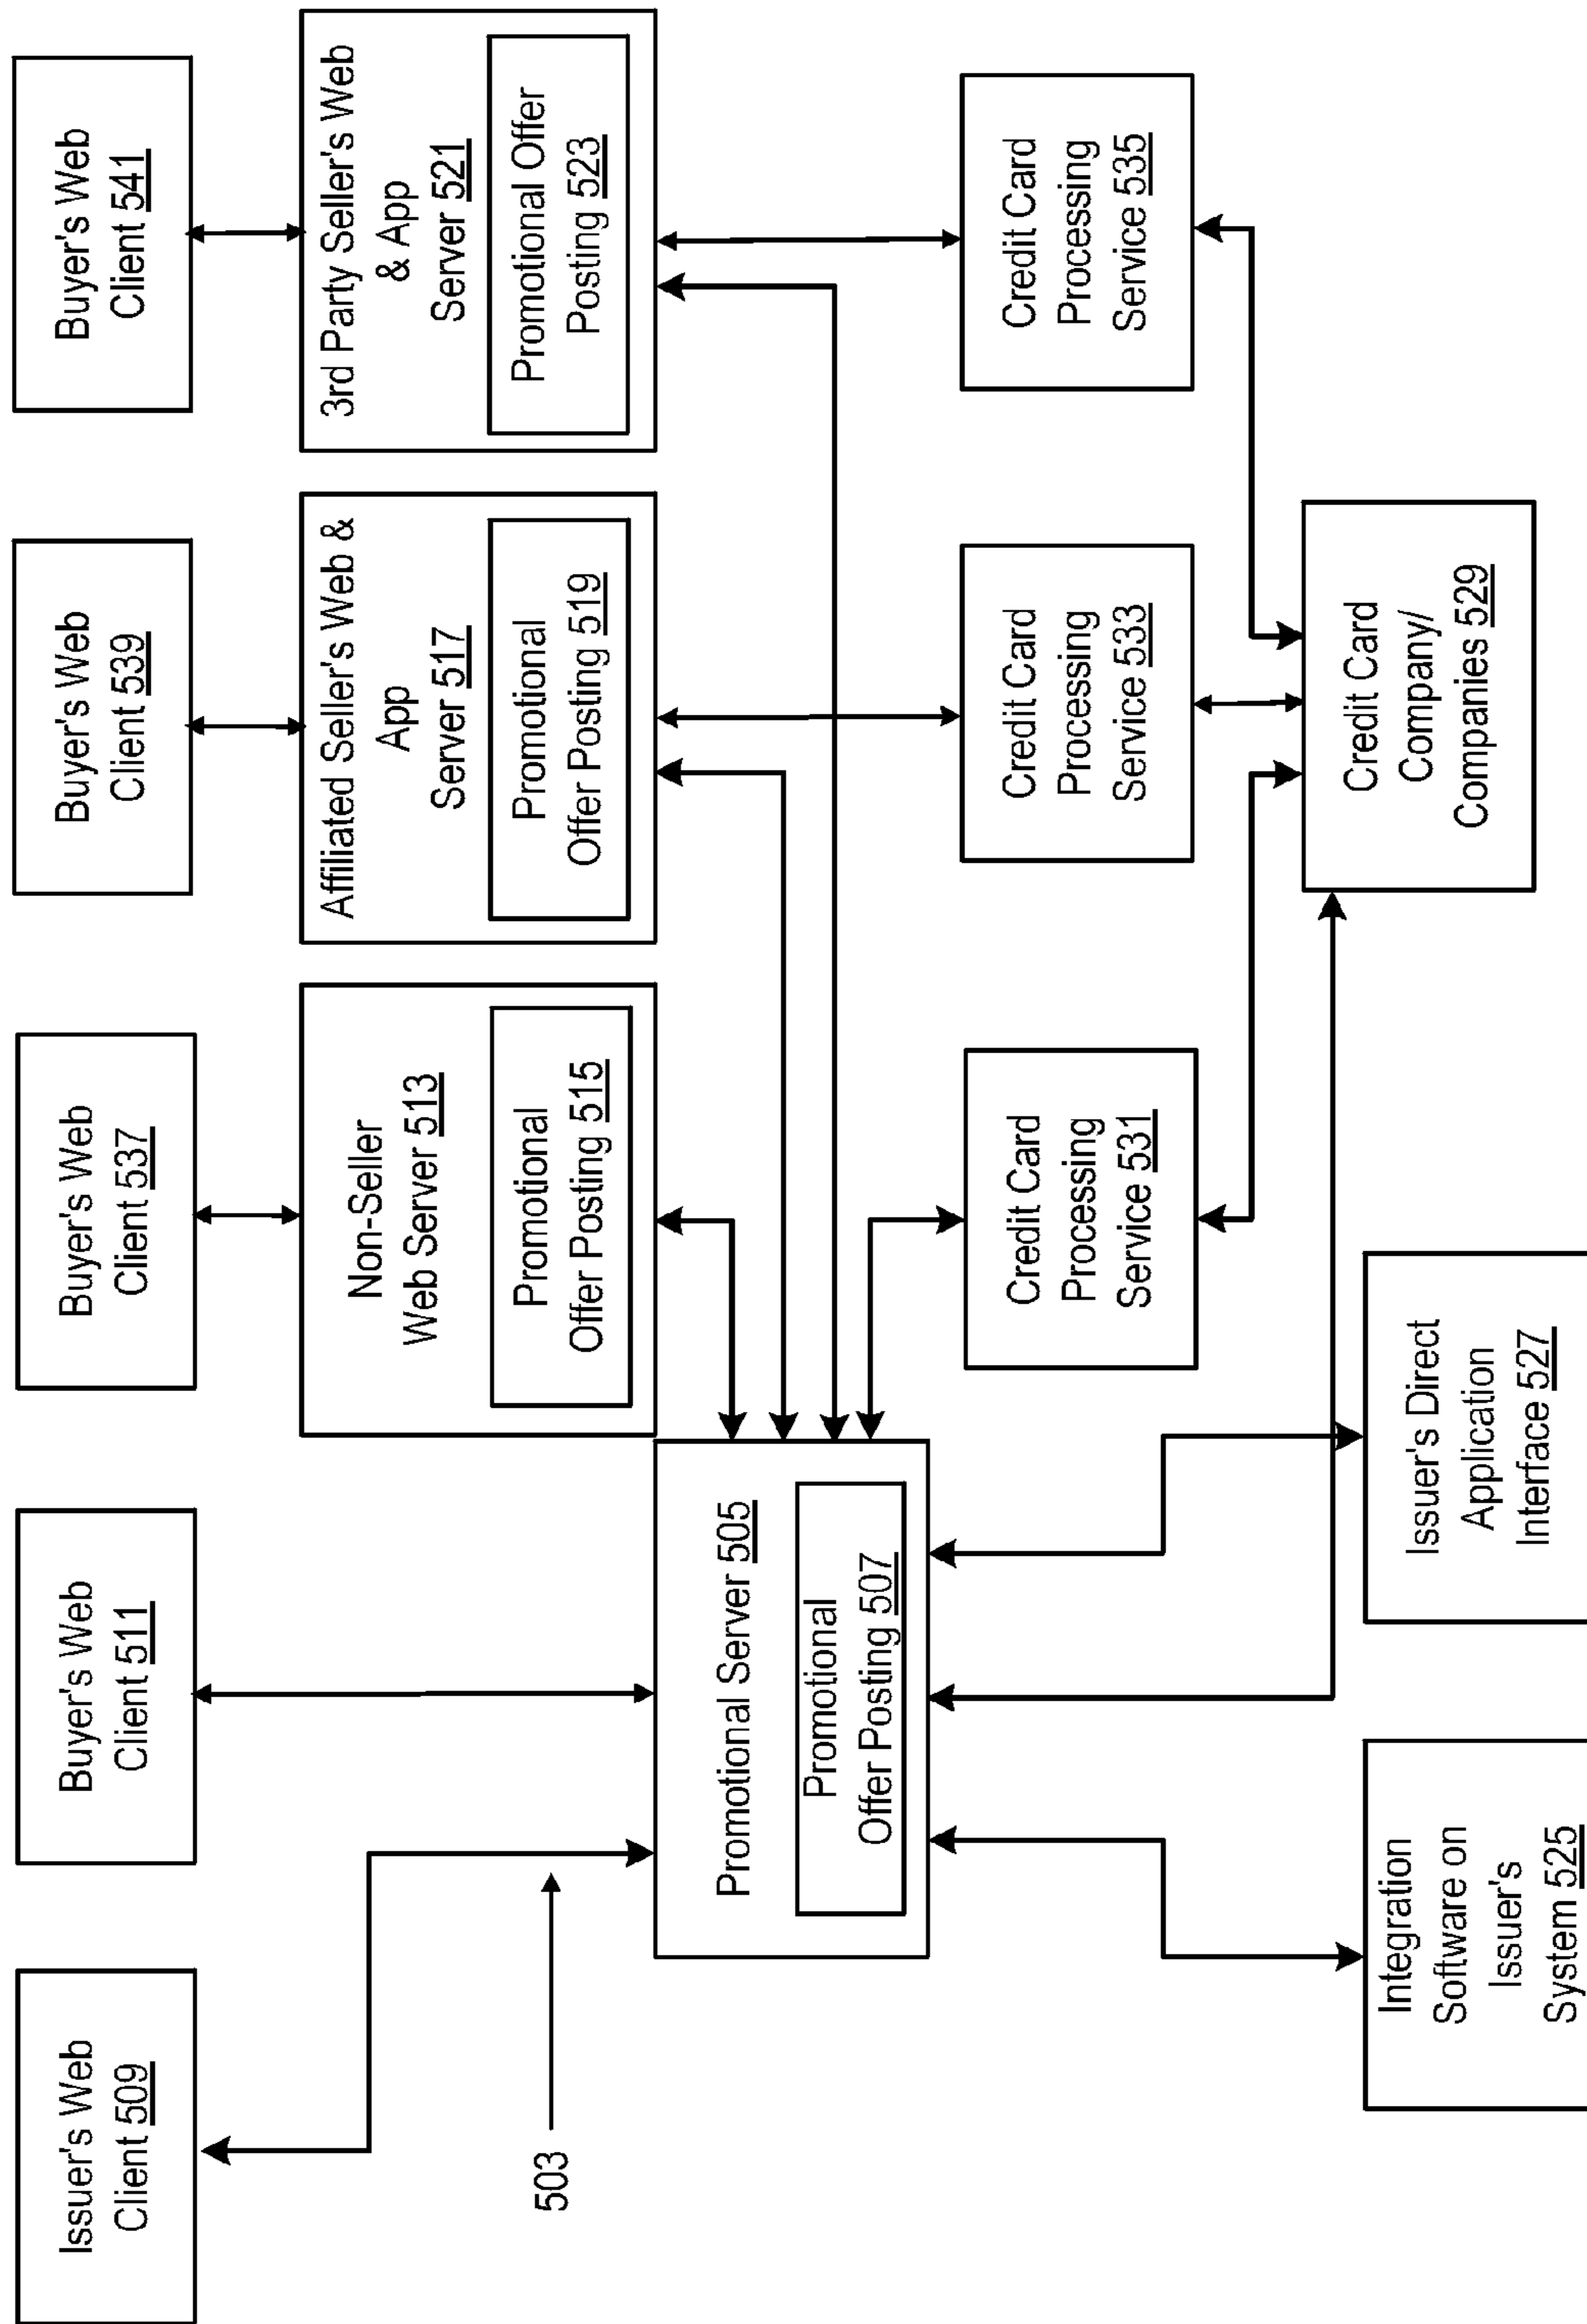 Issuer's Web
Client 509
Buyer's Web
Client 511
Buyer's Web
Client 537
Buyer's Web
Client 539
Buyer's Web
Client 541
Non-Seller
Web Server 513
Promotional
Offer Posting 515
Affiliated Seller's Web &
App
Server 517
Promotional
Offer Posting 519
3rd Party Seller's Web
& App
Server 521
Promotional Offer
Posting 523
503
Promotional Server 505
Promotional
Offer Posting 507
Credit Card
Processing
Service 531
Credit Card
Processing
Service 533
Credit Card
Processing
Service 535
Integration
Software on
Issuer's
System 525
Issuer's Direct
Application
Interface 527
Credit Card
Company/
Companies 529